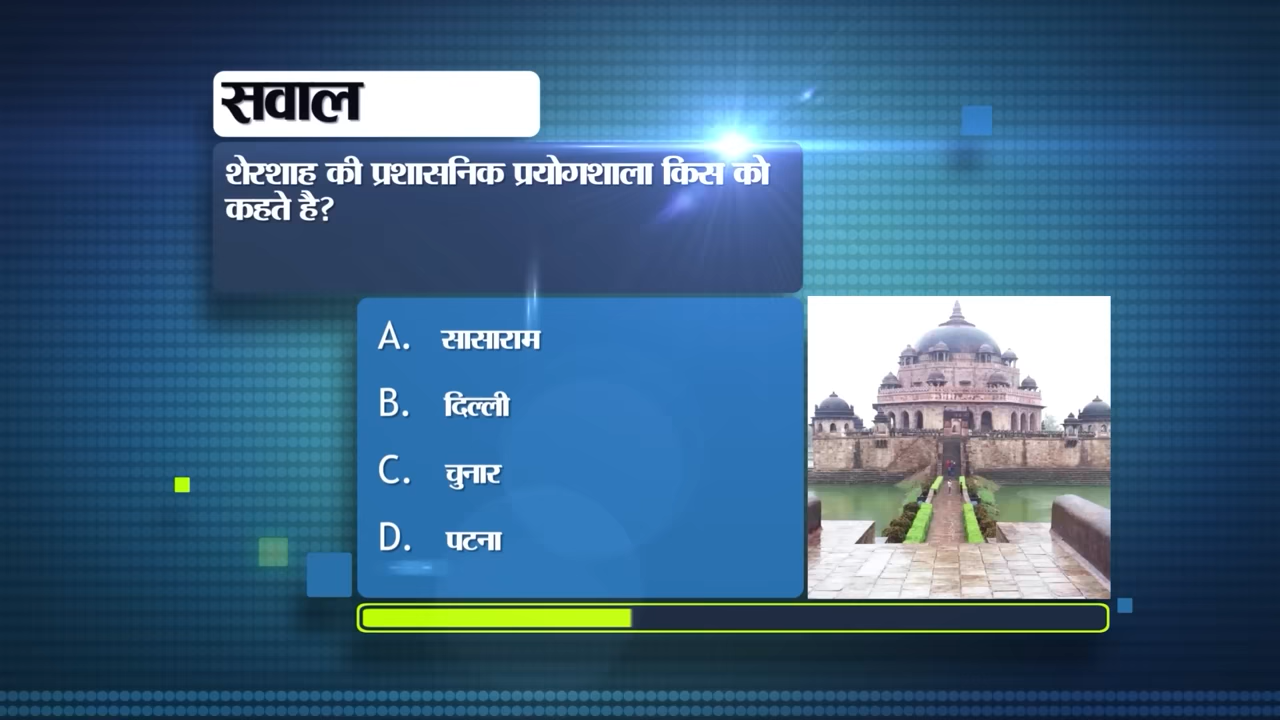 सवाल
शेरशाह की प्रशासनिक प्रयोगशाला किस को
कहते है?
A. सासाराम
B. दिल्ली
C. चुनार
D. पटना